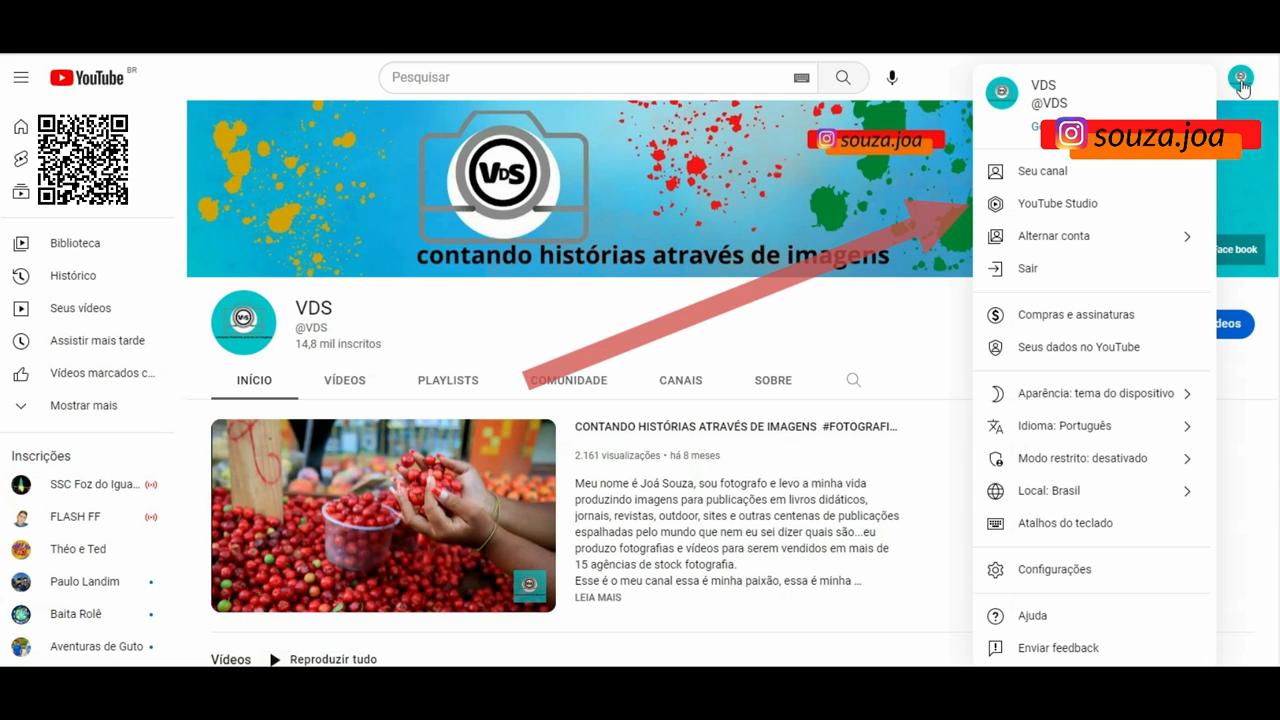 YouTube BR
Pesquisar
VDS
@VDS
souza.joa
Seu canal
YouTube Studio
Alternar conta
Sair
Compras e assinaturas
Seus dados no YouTube
Aparência: tema do dispositivo
Idioma: Português
Modo restrito: desativado
Local: Brasil
Atalhos do teclado
Configurações
Ajuda
Enviar feedback
VDS
souza.joa
contando histórias através de imagens
Face book
Biblioteca
Histórico
Seus vídeos
Assistir mais tarde
Vídeos marcados c...
Mostrar mais
Inscrições
SSC Foz do Igua...
FLASH FF
Théo e Ted
Paulo Landim
Baita Rolê
Aventuras de Guto
VDS
@VDS
14,8 mil inscritos
INÍCIO VÍDEOS PLAYLISTS COMUNIDADE CANAIS SOBRE
CONTANDO HISTÓRIAS ATRAVÉS DE IMAGENS #FOTOGRAFI...
2.161 visualizações • há 8 meses
Meu nome é Joá Souza, sou fotografo e levo a minha vida
produzindo imagens para publicações em livros didáticos,
jornais, revistas, outdoor, sites e outras centenas de publicações
espalhadas pelo mundo que nem eu sei dizer quais são...eu
produzo fotografias e vídeos para serem vendidos em mais de
15 agências de stock fotografia.
Esse é o meu canal essa é minha paixão, essa é minha ...
LEIA MAIS
Vídeos Reproduzir tudo